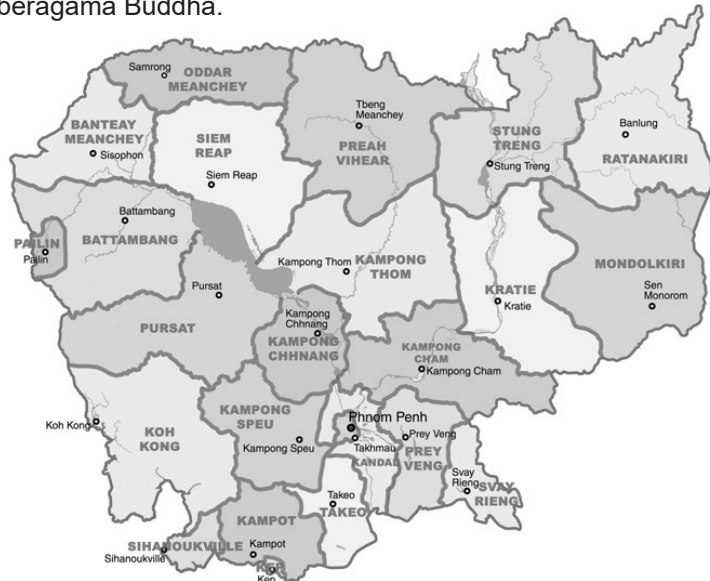 beragama Buddha.
Samrong
ODDAR
MEANCHEY
BANTEAY
MEANCHEY
Sisophon
SIEM
REAP
Siem Reap
Tbeng
Meanchey
PREAH
VIHEAR
STUNG
TRENG
Stung Treng
Banlung
RATANAKIRI
Battambang
BATTAMBANG
PAILIN
Pailin
Kampong Thom
KAMPONG
THOM
KRATIE
Kratie
MONDOLKIRI
Sen
Monorom
Pursat
PURSAT
Kampong
Chhnang
KAMPONG
CHHNANG
KAMPONG
CHAM
Kampong Cham
Koh Kong
KOH
KONG
KAMPONG
SPEU
Kampong Speu
Phnom Penh
Takhmau
KANDAL
Prey Veng
PREY
VENG
Svay
Rieng
SVAY
RIENG
Takeo
TAKEO
KAMPOT
Kampot
SIHANOUKVILLE
Sihanoukville
KEP
Kep